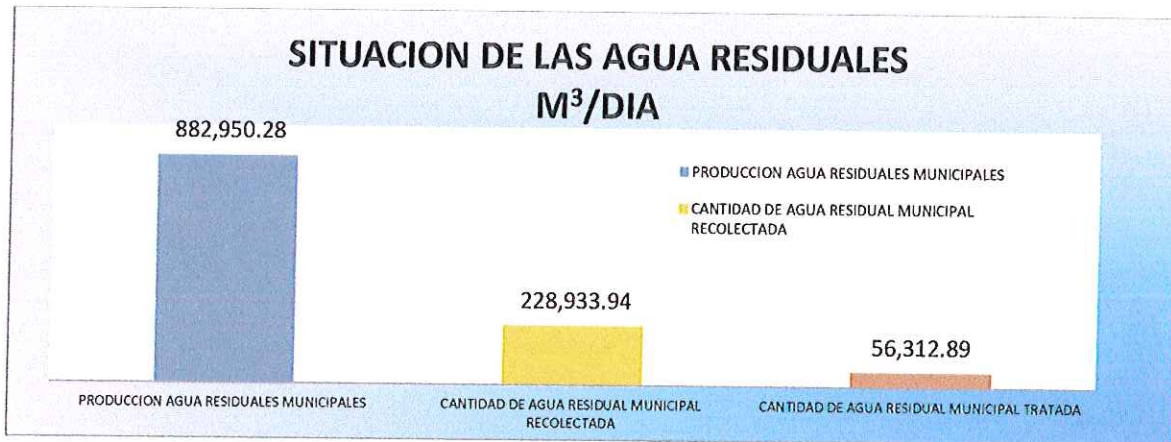 SITUACION DE LAS AGUA RESIDUALES
M³/DIA
882,950.28
PRODUCCION AGUA RESIDUALES MUNICIPALES
CANTIDAD DE AGUA RESIDUAL MUNICIPAL
RECOLECTADA
228,933.94
56,312.89
PRODUCCION AGUA RESIDUALES MUNICIPALES
CANTIDAD DE AGUA RESIDUAL MUNICIPAL
RECOLECTADA
CANTIDAD DE AGUA RESIDUAL MUNICIPAL TRATADA